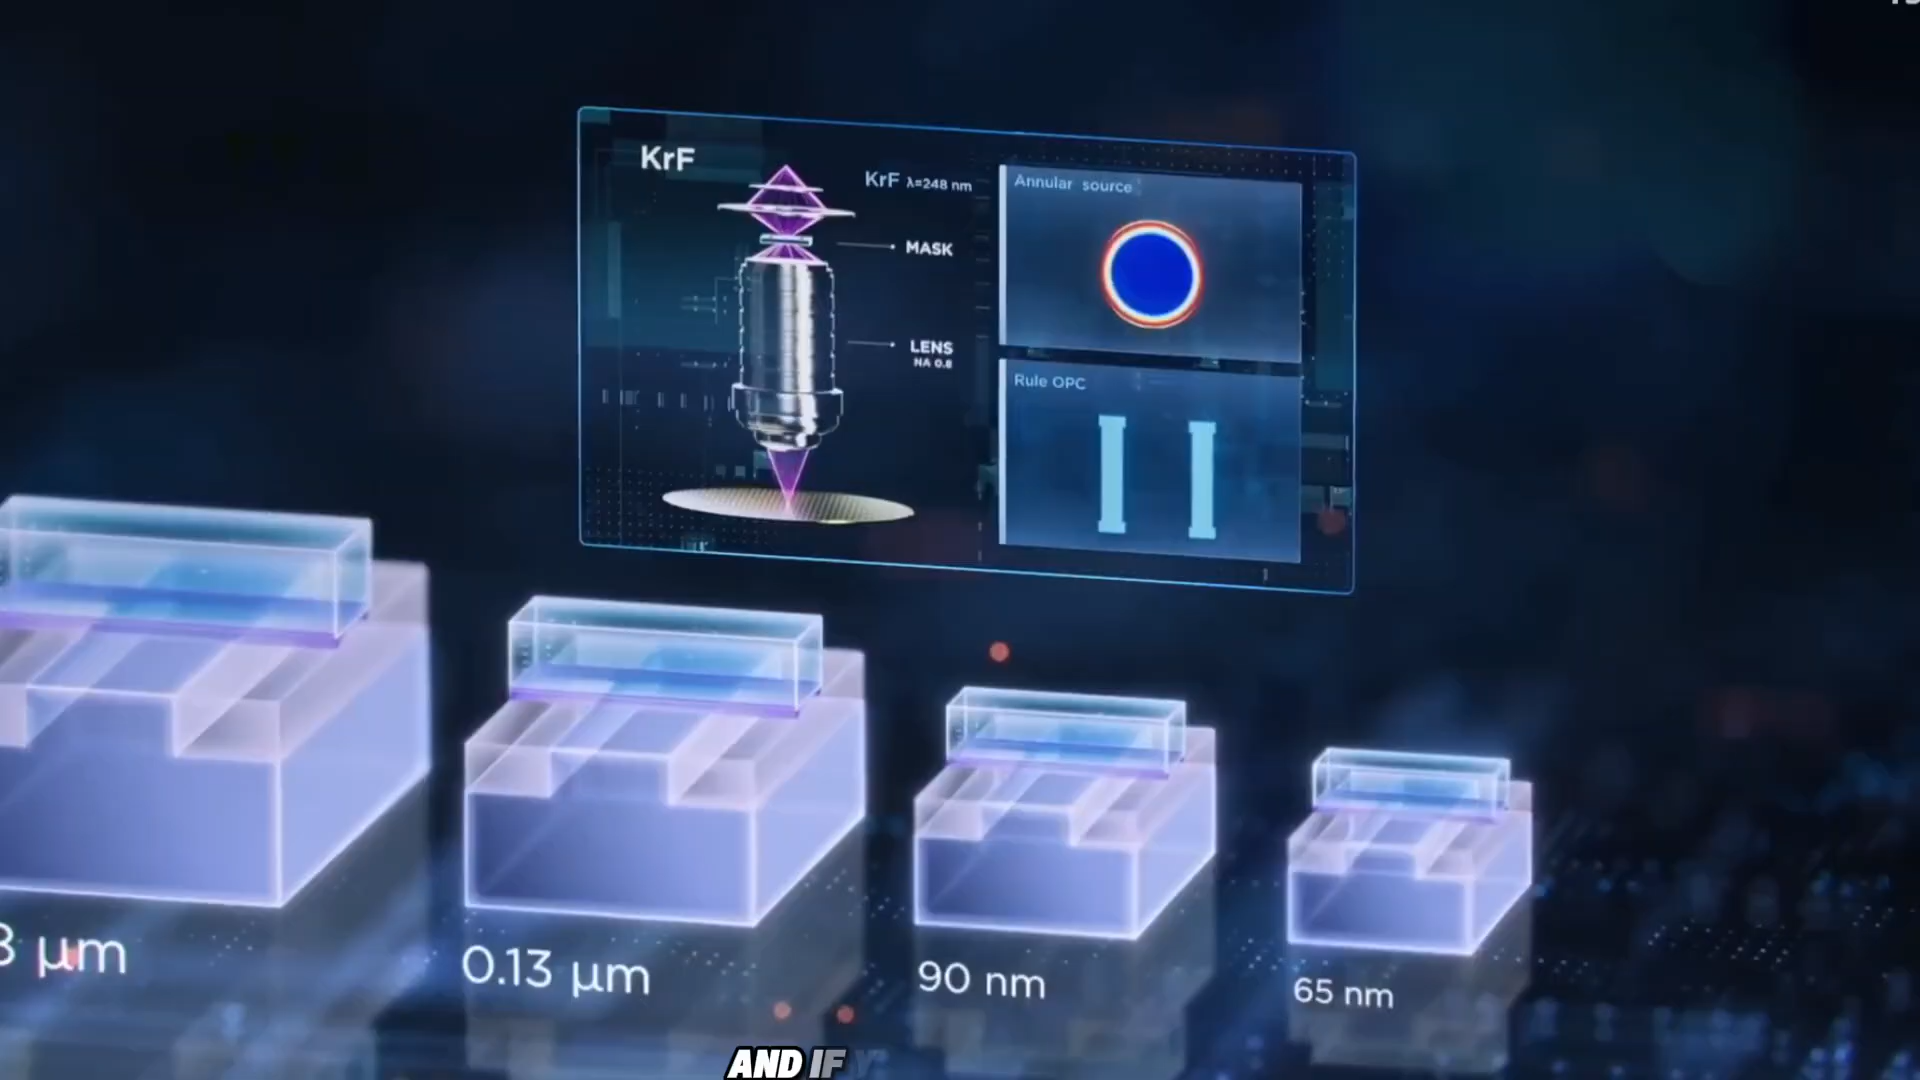 KrF
KrF λ=248 nm
MASK
LENS
NA 0.8
Annular source
Rule OPC
μm
0.13 μm
90 nm
65 nm
AND IF